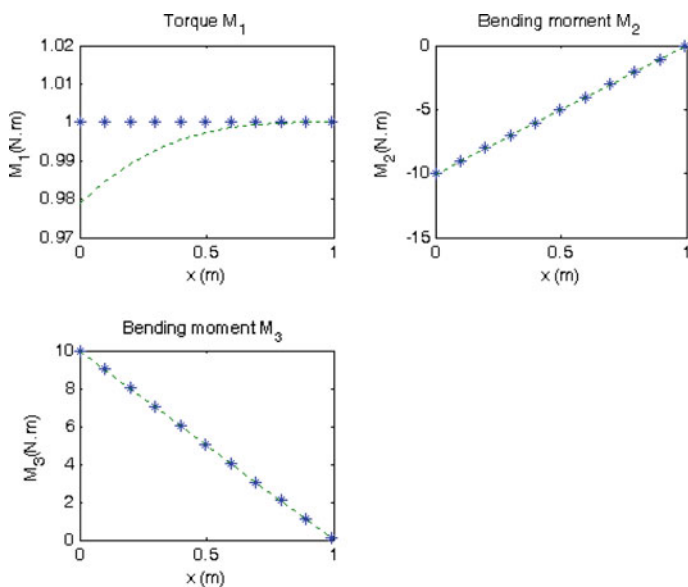 Torque M₁
1.02
1.01
1
0.99
0.98
0.97
M₁(N.m)
0 0.5 1
x (m)
Bending moment M₂
0
-5
-10
-15
M₂(N.m)
0 0.5 1
x (m)
Bending moment M₃
10
8
6
4
2
0
M₃(N.m)
0 0.5 1
x (m)